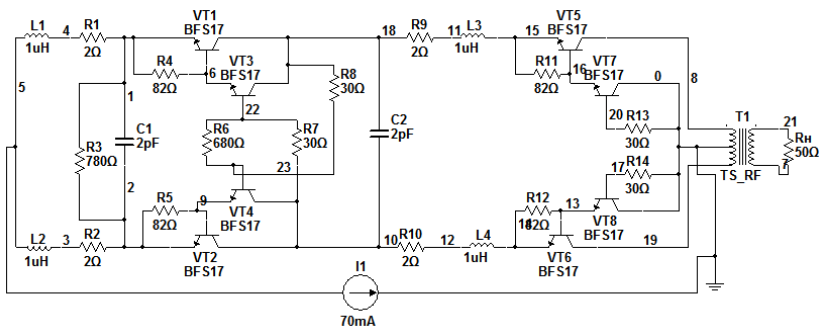 L1
1uH
4
R1
2Ω
VT1
BFS17
R4
82Ω
6
VT3
BFS17
18
R9
2Ω
11
L3
1uH
15
VT5
BFS17
R11
82Ω
16
VT7
BFS17
0
8
5
1
R3
780Ω
C1
2pF
2
22
R6
680Ω
R7
30Ω
R8
30Ω
23
C2
2pF
20
R13
30Ω
R14
30Ω
17
T1
TS_RF
21
Rн
50Ω
7
R5
82Ω
9
VT4
BFS17
R12
82Ω
14
13
VT8
BFS17
L2
1uH
3
R2
2Ω
VT2
BFS17
10
R10
2Ω
12
L4
1uH
VT6
BFS17
19
I1
70mA